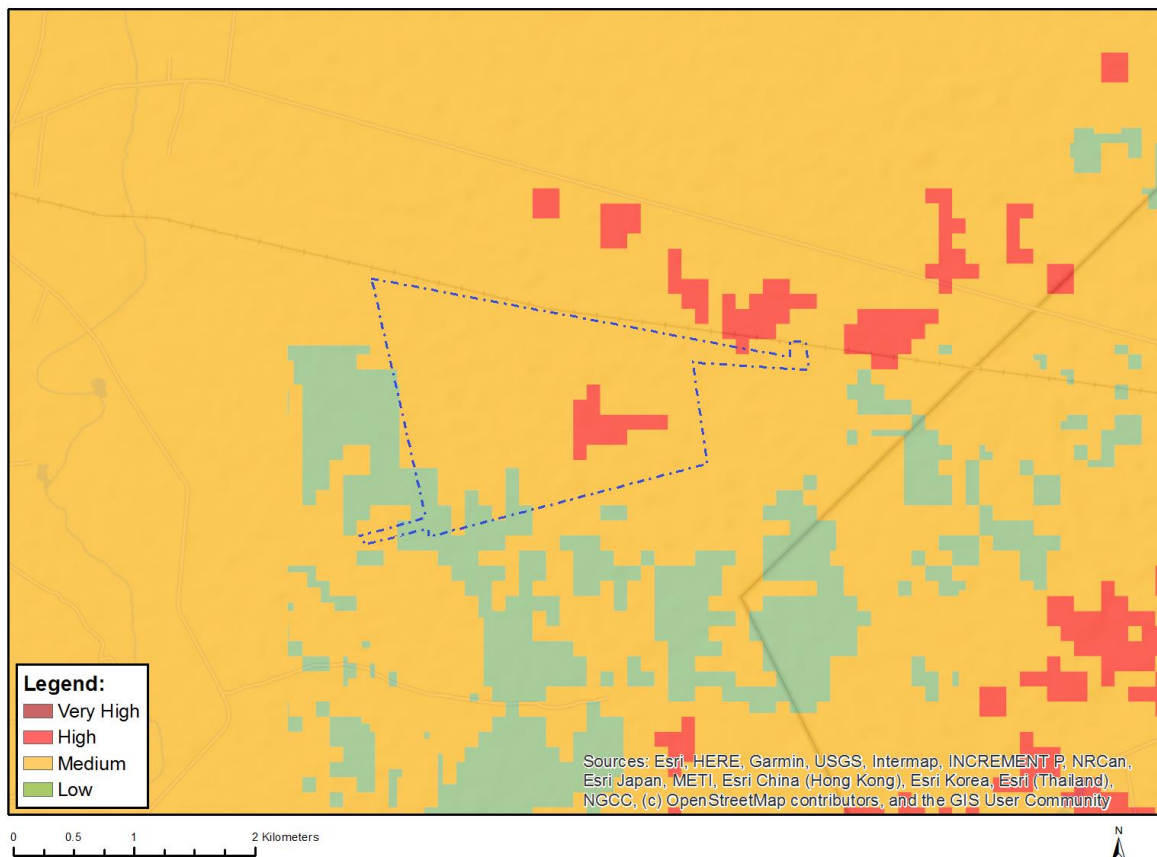 Legend:
Very High
High
Medium
Low
Sources: Esri, HERE, Garmin, USGS, Intermap, INCREMENT P, NRCan,
Esri Japan, METI, Esri China (Hong Kong), Esri Korea, Esri (Thailand),
NGCC, (c) OpenStreetMap contributors, and the GIS User Community
0 0.5 1 2 Kilometers
N